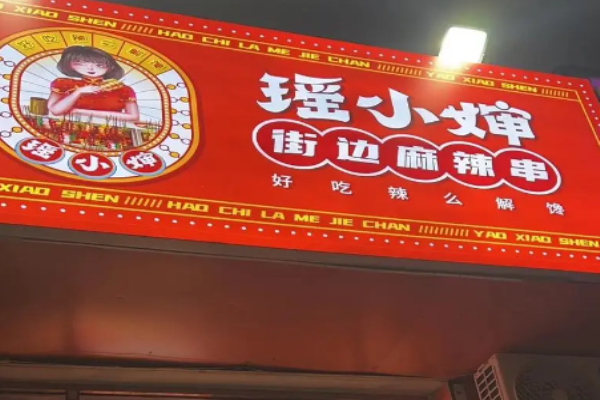 XIAO SHEN ////// HAO CHI LA ME JIE CHAN ////// YAO XIAO SHEN //////
瑶小婶
瑶小婶
街边麻辣串
好吃辣么解馋
XIAO SHEN ////// HAO CHI LA ME JIE CHAN ////// YAO XIAO SHEN